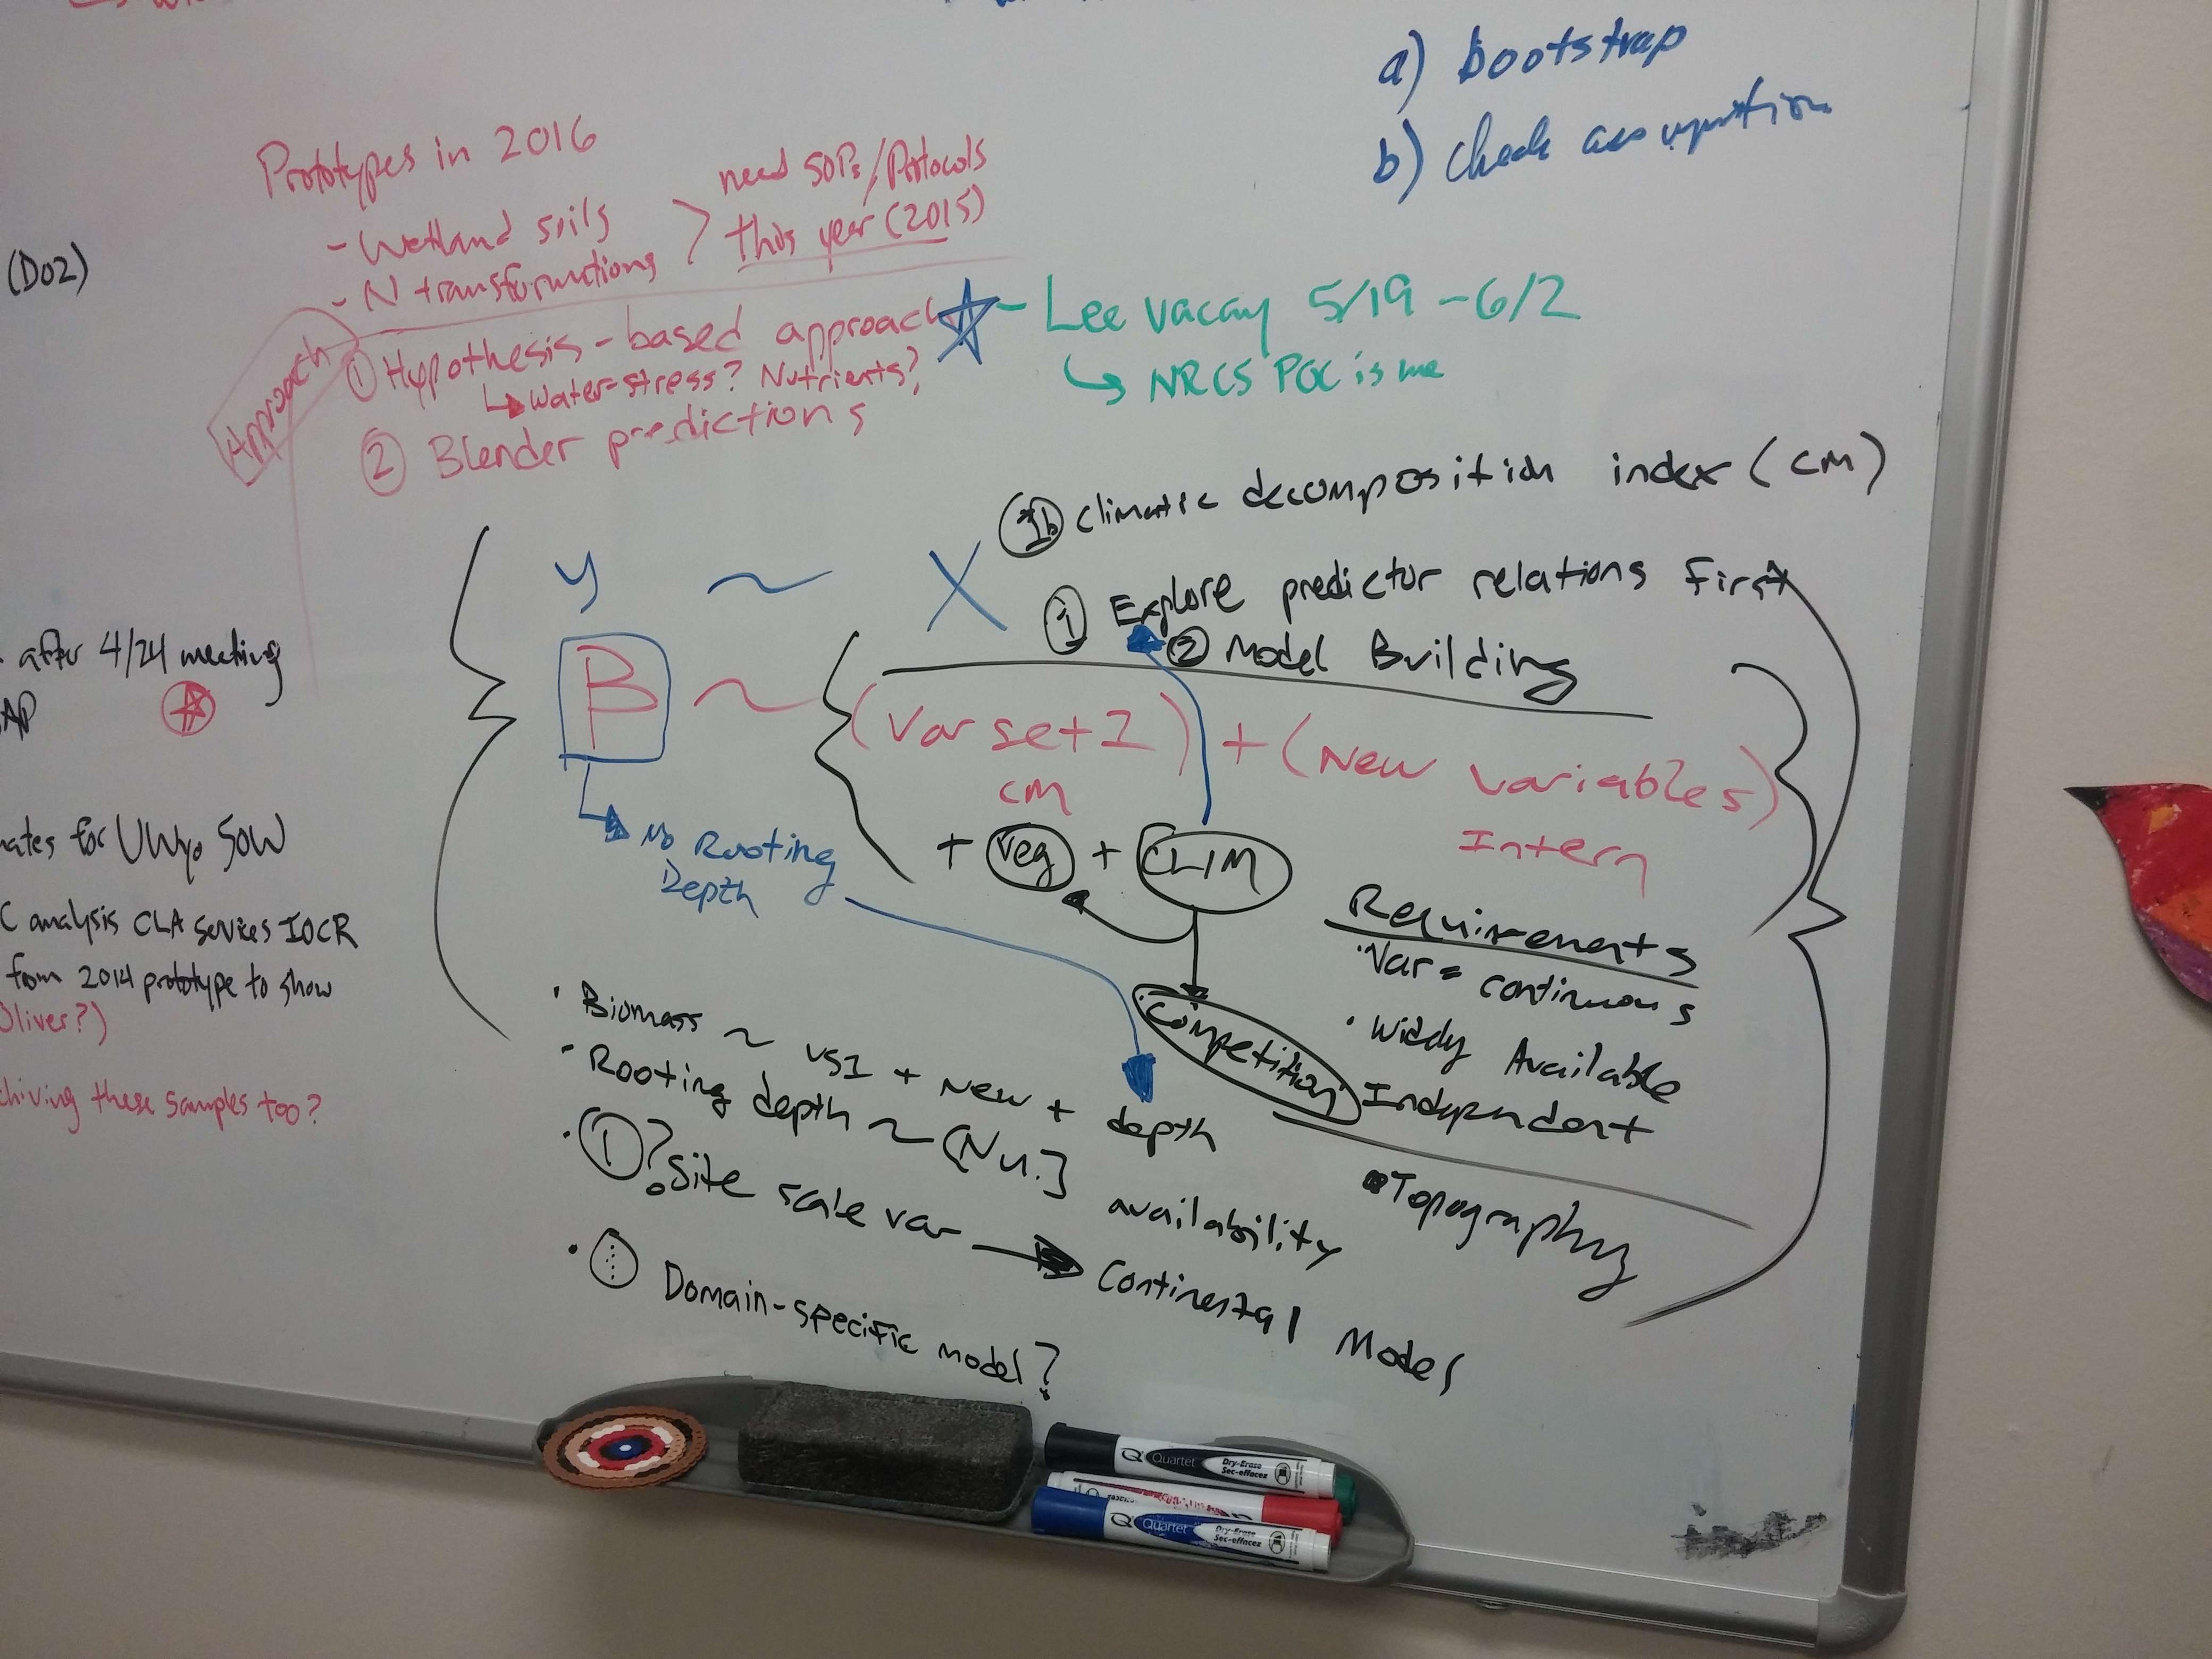 a) bootstrap
b) check assumption
Prototypes in 2016
- Wetland soils
- N transformations
> need SOPs/Protocols
this year (2015)
(D02)
Approach
① Hypothesis-based approach
↳ Water-stress? Nutrients?
② Blender predictions
- Lee vacay 5/19 - 6/2
↳ NRCS POC is me
1b Climatic decomposition index (CM)
y ~ X
① Explore predictor relations first
② Model Building
B ~ (Var set 1) + (New variables)
CM
Intern
+ Veg + CLIM
No Rooting
Depth
after 4/24 meeting
for UWyo SOW
C analysis CLA Services IOCR
from 2014 prototype to show
Oliver?)
these samples too?
Requirements
· Var = continuous
· Widely Available
Independent
Competition
· Topography
· Biomass ~ VS1 + New + depth
· Rooting depth ~ [Nu.] availability
· ①? Site scale var → Continental Model
· Domain-specific model?
Quartet Dry-Erase
Sec-effacez
Quartet Dry-Erase
Sec-effacez